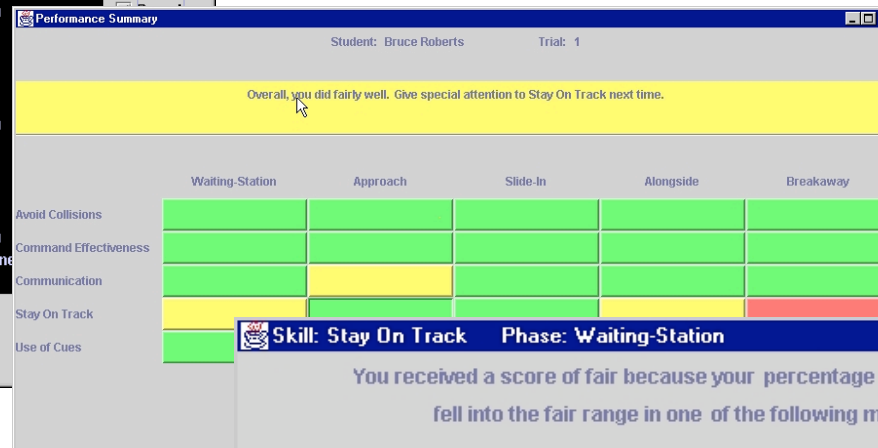 Performance Summary
Student: Bruce Roberts Trial: 1
Overall, you did fairly well. Give special attention to Stay On Track next time.
Waiting-Station Approach Slide-In Alongside Breakaway
Avoid Collisions
Command Effectiveness
Communication
Stay On Track
Use of Cues
Skill: Stay On Track Phase: Waiting-Station
You received a score of fair because your percentage
fell into the fair range in one of the following